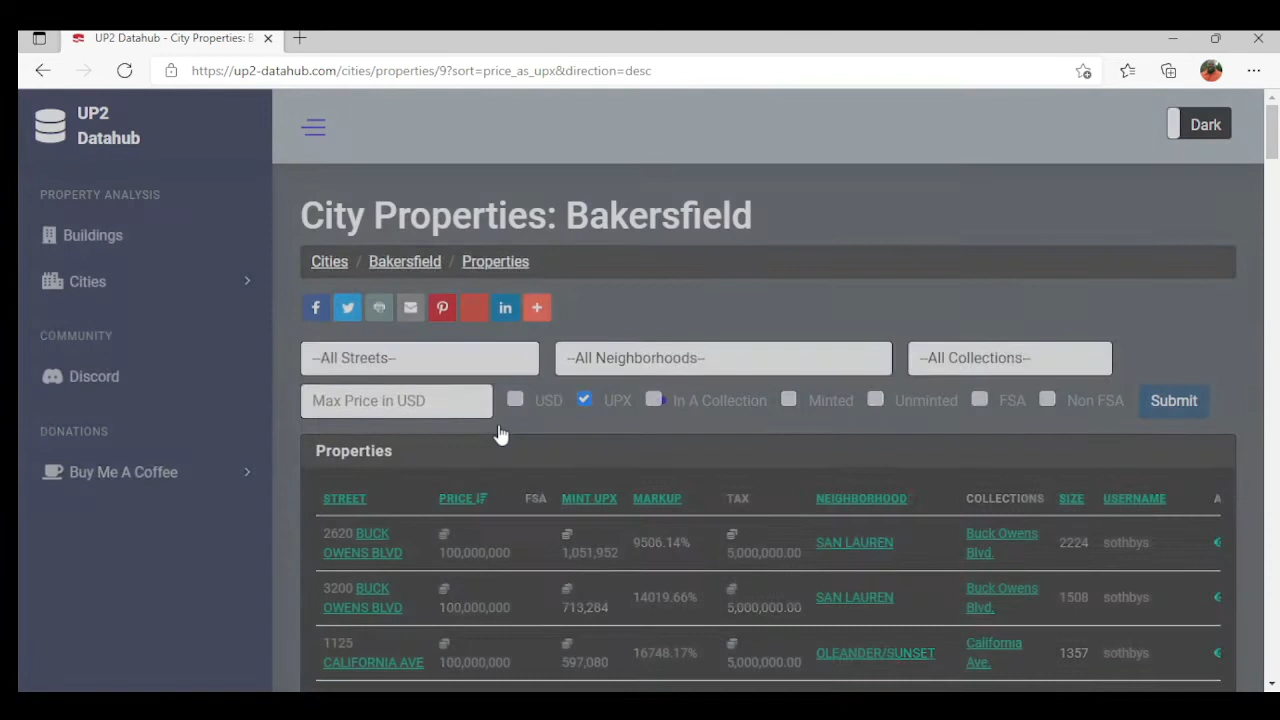 UP2 Datahub - City Properties: B
https://up2-datahub.com/cities/properties/9?sort=price_as_upx&direction=desc
UP2
Datahub
Dark
PROPERTY ANALYSIS
Buildings
Cities
COMMUNITY
Discord
DONATIONS
Buy Me A Coffee
City Properties: Bakersfield
Cities / Bakersfield / Properties
--All Streets-- --All Neighborhoods-- --All Collections--
Max Price in USD USD UPX In A Collection Minted Unminted FSA Non FSA Submit
Properties
STREET PRICE FSA MINT UPX MARKUP TAX NEIGHBORHOOD COLLECTIONS SIZE USERNAME A
2620 BUCK OWENS BLVD 100,000,000 1,051,952 9506.14% 5,000,000.00 SAN LAUREN Buck Owens Blvd. 2224 sothbys
3200 BUCK OWENS BLVD 100,000,000 713,284 14019.66% 5,000,000.00 SAN LAUREN Buck Owens Blvd. 1508 sothbys
1125 CALIFORNIA AVE 100,000,000 597,080 16748.17% 5,000,000.00 OLEANDER/SUNSET California Ave. 1357 sothbys